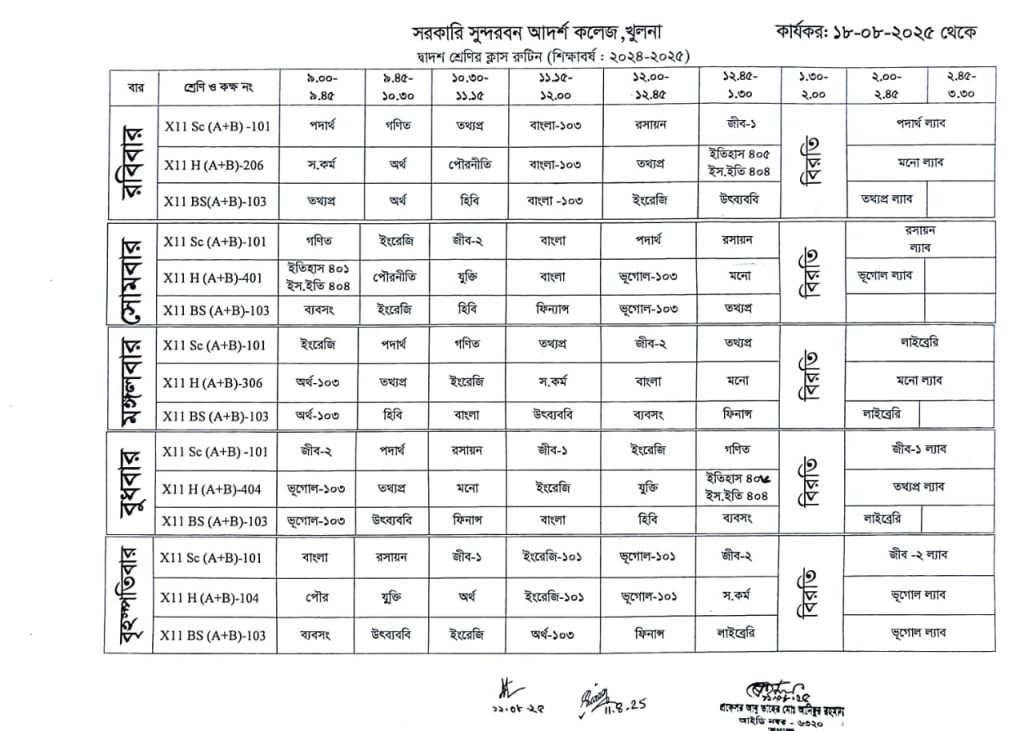 সরকারি সুন্দরবন আদর্শ কলেজ,খুলনা কার্যকর: ১৮-০৮-২০২৫ থেকে
দ্বাদশ শ্রেণির ক্লাস রুটিন (শিক্ষাবর্ষ : ২০২৪-২০২৫)
বার শ্রেণি ও কক্ষ নং ৯.০০-৯.৪৫ ৯.৪৫-১০.৩০ ১০.৩০-১১.১৫ ১১.১৫-১২.০০ ১২.০০-১২.৪৫ ১২.৪৫-১.৩০ ১.৩০-২.০০ ২.০০-২.৪৫ ২.৪৫-৩.৩০
রবিবার
X11 Sc (A+B) -101 পদার্থ গণিত তথ্যপ্র বাংলা-১০৩ রসায়ন জীব-১ বিরতি পদার্থ ল্যাব
X11 H (A+B)-206 স.কর্ম অর্থ পৌরনীতি বাংলা-১০৩ তথ্যপ্র ইতিহাস ৪০৫ ইস.ইতি ৪০৪ মনো ল্যাব
X11 BS(A+B)-103 তথ্যপ্র অর্থ হিবি বাংলা -১০৩ ইংরেজি উৎব্যববি তথ্যপ্র ল্যাব
সোমবার
X11 Sc (A+B)-101 গণিত ইংরেজি জীব-২ বাংলা পদার্থ রসায়ন বিরতি রসায়ন ল্যাব
X11 H (A+B)-401 ইতিহাস ৪০১ ইস.ইতি ৪০৪ পৌরনীতি যুক্তি বাংলা ভূগোল-১০৩ মনো ভূগোল ল্যাব
X11 BS (A+B)-103 ব্যবসং ইংরেজি হিবি ফিন্যান্স ভূগোল-১০৩ তথ্যপ্র
মঙ্গলবার
X11 Sc (A+B)-101 ইংরেজি পদার্থ গণিত তথ্যপ্র জীব-২ তথ্যপ্র বিরতি লাইব্রেরি
X11 H (A+B)-306 অর্থ-১০৩ তথ্যপ্র ইংরেজি স.কর্ম বাংলা মনো মনো ল্যাব
X11 BS (A+B)-103 অর্থ-১০৩ হিবি বাংলা উৎব্যববি ব্যবসং ফিনান্স লাইব্রেরি
বুধবার
X11 Sc (A+B) -101 জীব-২ পদার্থ রসায়ন জীব-১ ইংরেজি গণিত বিরতি জীব-১ ল্যাব
X11 H (A+B)-404 ভূগোল-১০৩ তথ্যপ্র মনো ইংরেজি যুক্তি ইতিহাস ইস.ইতি ৪০৪ তথ্যপ্র ল্যাব
X11 BS (A+B)-103 ভূগোল-১০৩ উৎব্যববি ফিনান্স বাংলা হিবি ব্যবসং লাইব্রেরি
বৃহস্পতিবার
X11 Sc (A+B)-101 বাংলা রসায়ন জীব-১ ইংরেজি-১০১ ভূগোল-১০১ জীব-২ বিরতি জীব -২ ল্যাব
X11 H (A+B)-104 পৌর যুক্তি অর্থ ইংরেজি-১০১ ভূগোল-১০১ স.কর্ম ভূগোল ল্যাব
X11 BS (A+B)-103 ব্যবসং উৎব্যববি ইংরেজি অর্থ-১০৩ ফিনান্স লাইব্রেরি ভূগোল ল্যাব
১১.০৮.২৫ 11.8.25 ১১.০৮.২৫
প্রফেসর আবু তাহের মোঃ আনিছুর রহমান
আইডি নম্বর - ৬৩২০